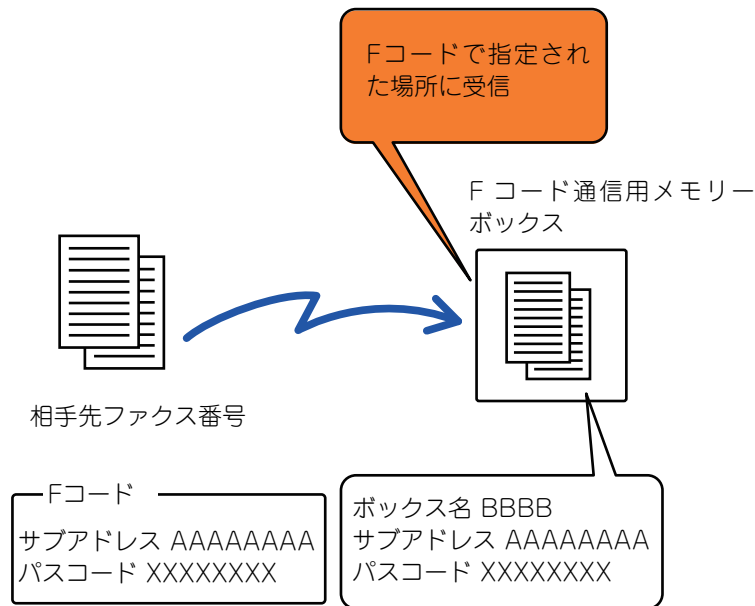 Fコードで指定され
た場所に受信
F コード通信用メモリー
ボックス
相手先ファクス番号
Fコード
サブアドレス AAAAAAAA
パスコード XXXXXXXX
ボックス名 BBBB
サブアドレス AAAAAAAA
パスコード XXXXXXXX